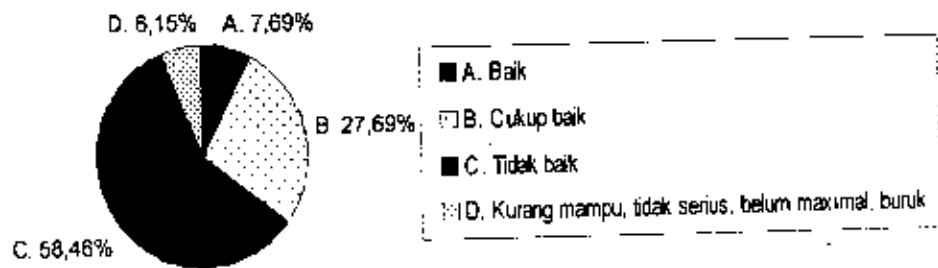 D. 6,15% A. 7,69%
B 27,69%
C. 58,46%
A. Baik
B. Cukup baik
C. Tidak baik
D. Kurang mampu, tidak serius, belum maximal, buruk